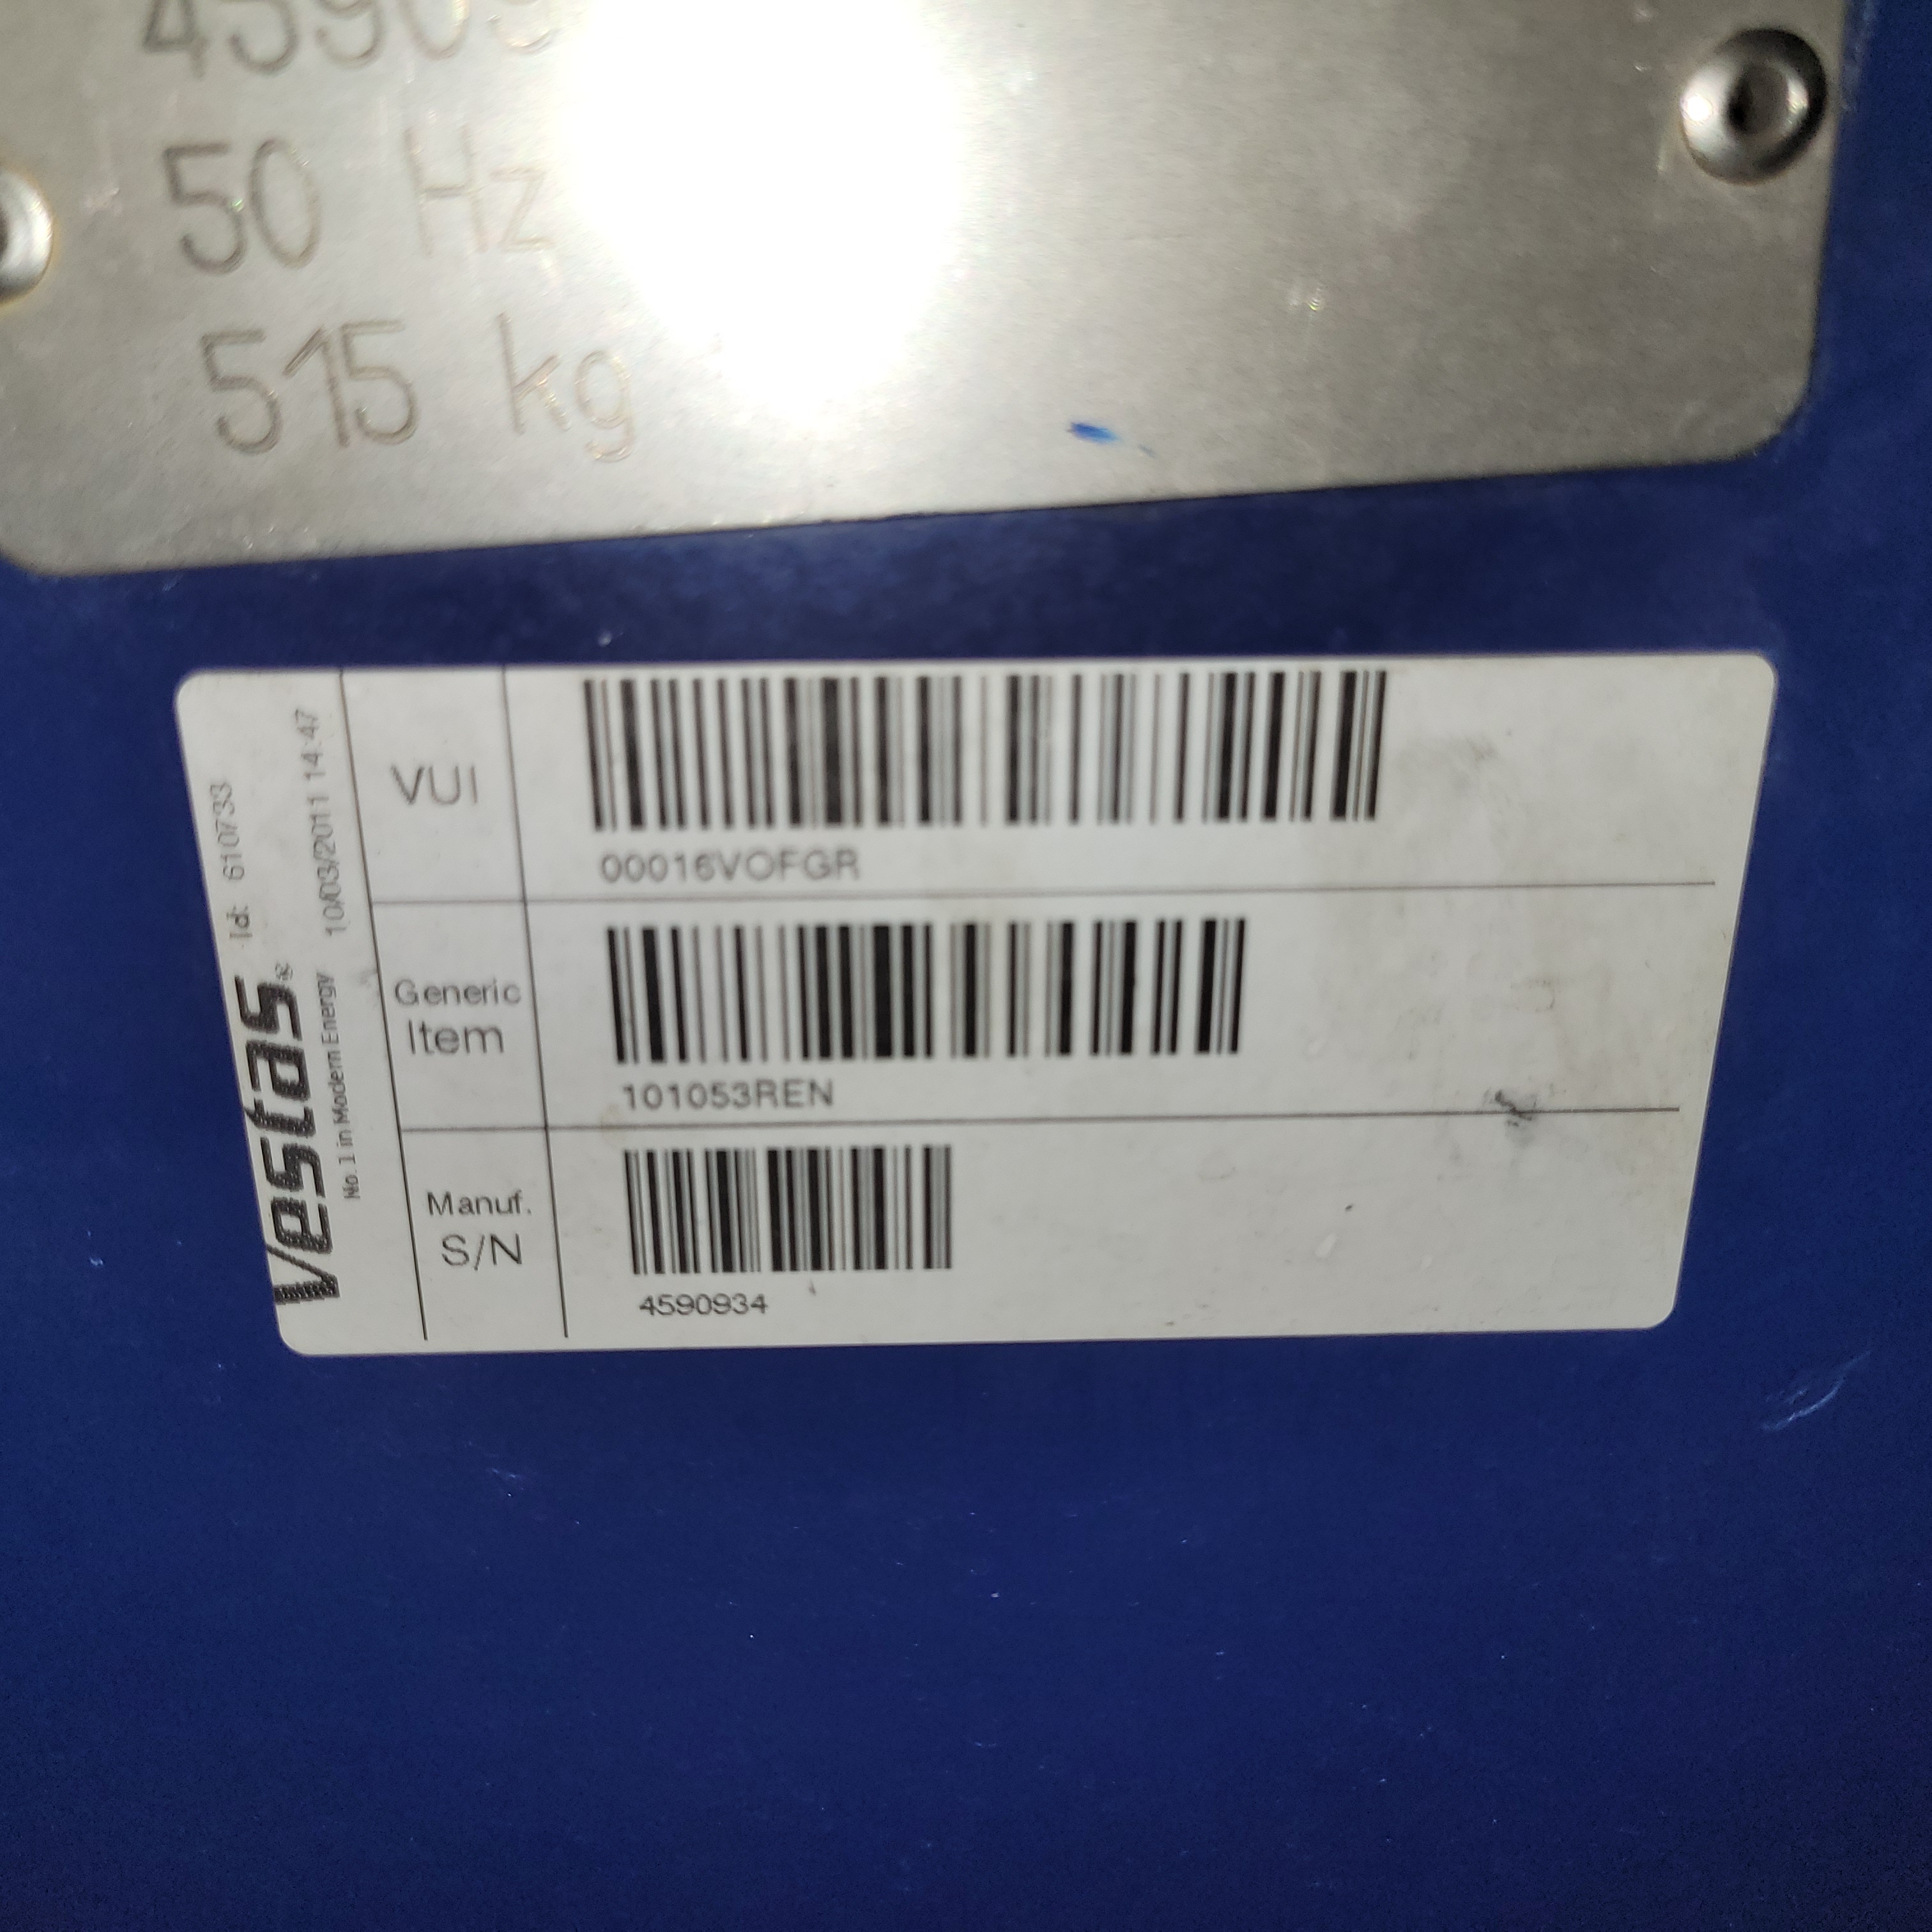 50 Hz
515 kg
Vestas® Id: 610733
No. 1 in Modern Energy 10/03/2011 14:47
VUI
00016VOFGR
Generic
Item
101053REN
Manuf.
S/N
4590934